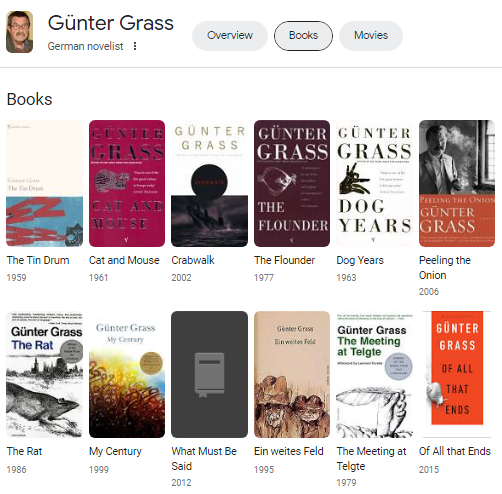 Günter Grass
German novelist
Overview
Books
Movies
Books
Günter Grass
The Tin Drum
GÜNTER
GRASS
CAT AND
MOUSE
GÜNTER
GRASS
CRABWALK
GÜNTER
GRASS
THE
FLOUNDER
GÜNTER
GRASS
DOG
YEARS
PEELING THE ONION
GÜNTER
GRASS
The Tin Drum
1959
Cat and Mouse
1961
Crabwalk
2002
The Flounder
1977
Dog Years
1963
Peeling the
Onion
2006
Günter Grass
The Rat
Günter Grass
My Century
Günter Grass
Ein weites Feld
Günter Grass
The Meeting
at Telgte
GÜNTER
GRASS
OF ALL
THAT
ENDS
The Rat
1986
My Century
1999
What Must Be
Said
2012
Ein weites Feld
1995
The Meeting at
Telgte
1979
Of All that Ends
2015